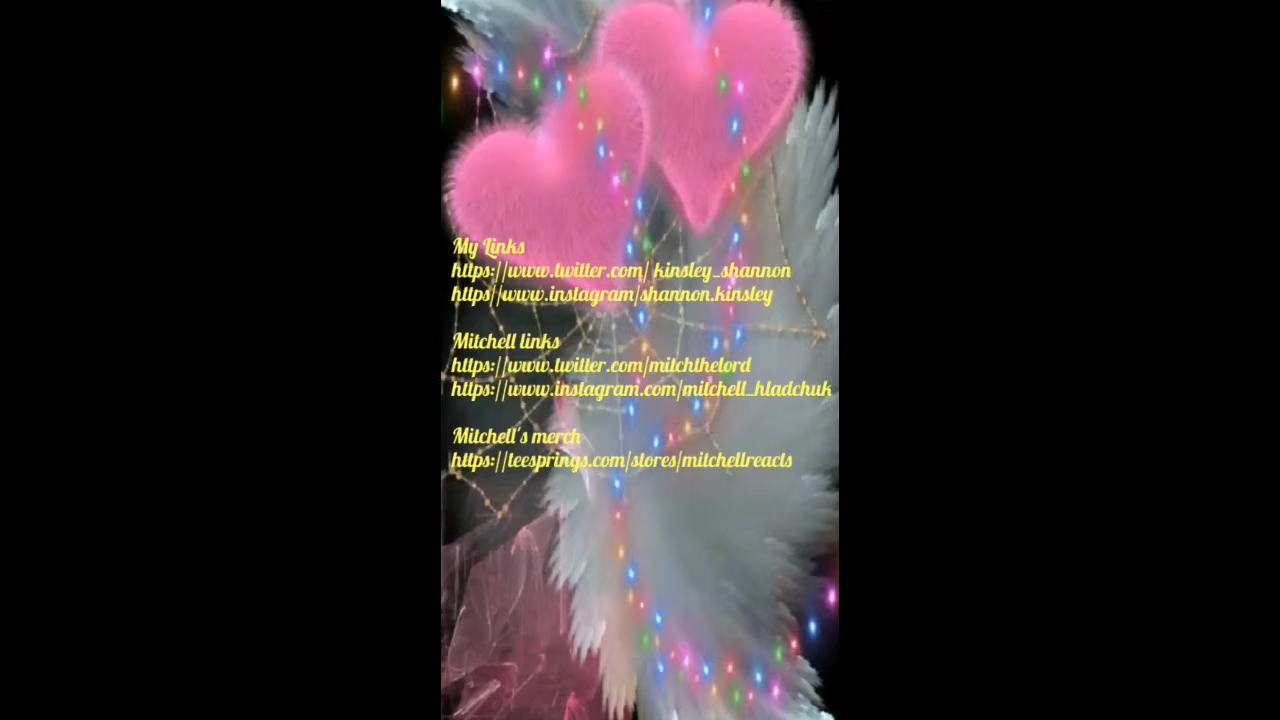 My Links
https://www.twitter.com/ kinsley_shannon
https//www.instagram/shannon.kinsley
Mitchell links
https://www.twitter.com/mitchthelord
https://www.instagram.com/mitchell_hladchuk
Mitchell's merch
https://teesprings.com/stores/mitchellreacts